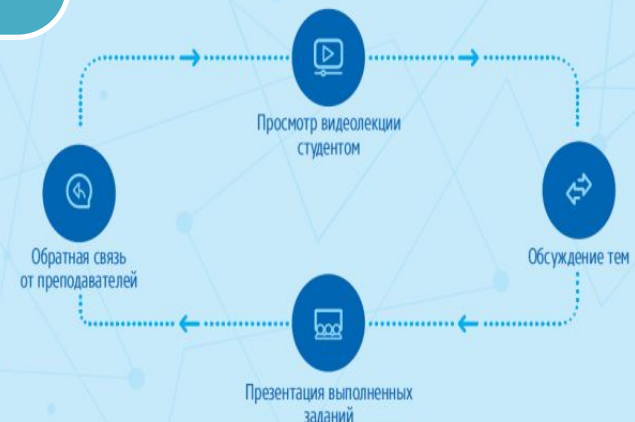 Просмотр видеолекции
студентом
Обратная связь
от преподавателей
Обсуждение тем
Презентация выполненных
заданий